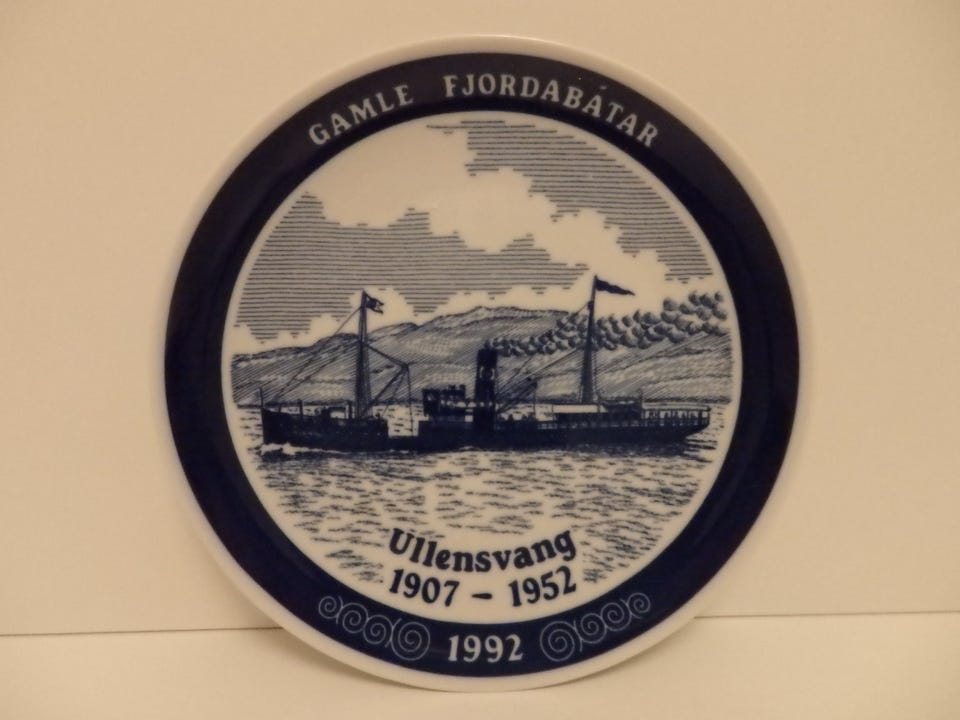 GAMLE FJORDABÅTAR
Ullensvang
1907 - 1952
1992